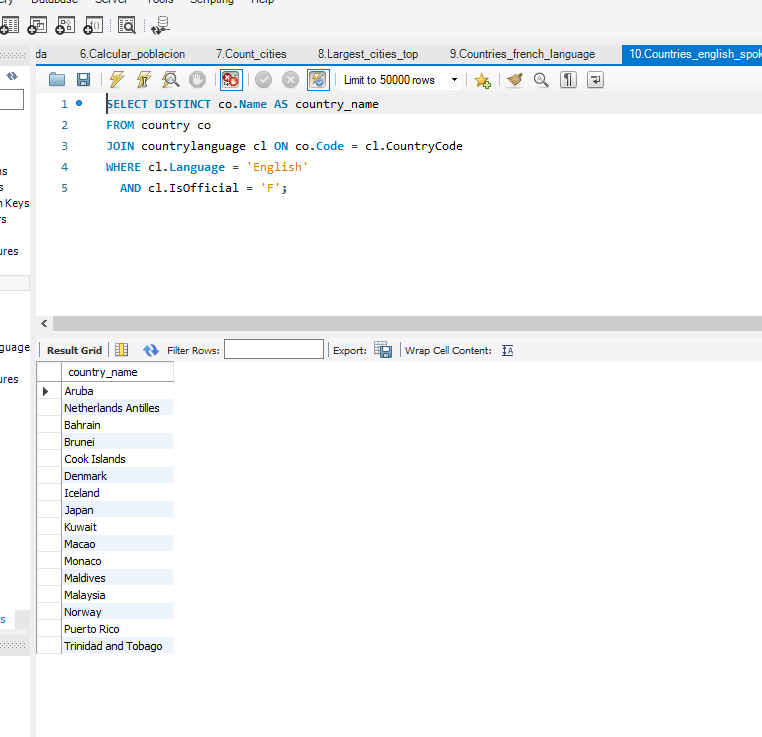 Database Server Tools Scripting Help
da 6.Calcular_poblacion 7.Count_cities 8.Largest_cities_top 9.Countries_french_language 10.Countries_english_spok
Limit to 50000 rows
1 SELECT DISTINCT co.Name AS country_name
2 FROM country co
3 JOIN countrylanguage cl ON co.Code = cl.CountryCode
4 WHERE cl.Language = 'English'
5 AND cl.IsOfficial = 'F';
n Keys
ures
guage
ures
s
Result Grid Filter Rows: Export: Wrap Cell Content:
country_name
Aruba
Netherlands Antilles
Bahrain
Brunei
Cook Islands
Denmark
Iceland
Japan
Kuwait
Macao
Monaco
Maldives
Malaysia
Norway
Puerto Rico
Trinidad and Tobago